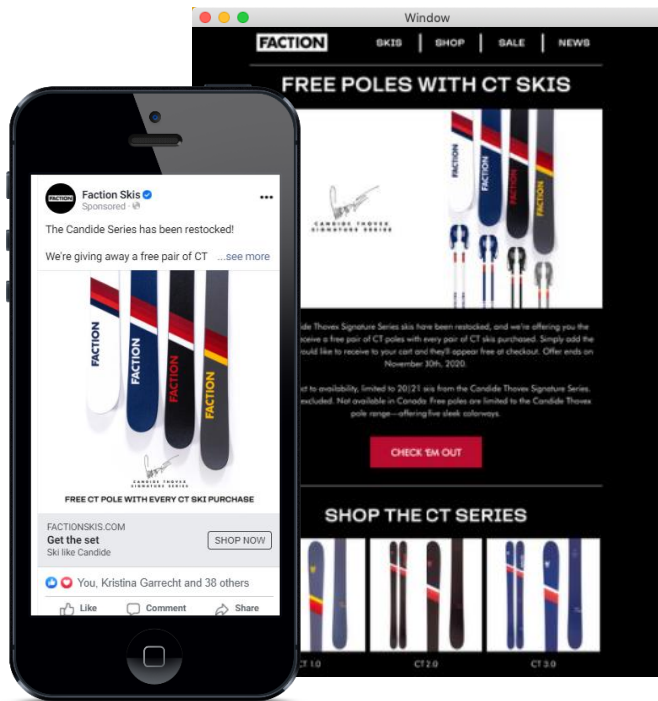 Window
FACTION
SKIS | SHOP | SALE | NEWS
FREE POLES WITH CT SKIS
FACTION
FACTION
FACTION
FACTION
CANDIDE THOVEX
SIGNATURE SERIES
ide Thovex Signature Series skis have been restocked, and we're offering you the
eceive a free pair of CT poles with every pair of CT skis purchased. Simply add the
ould like to receive to your cart and they'll appear free at checkout. Offer ends on
November 30th, 2020.
ct to availability, limited to 20|21 sis from the Candide Thovex Signature Series.
excluded. Not available in Canada. Free poles are limited to the Candide Thovex
pole range—offering five sleek colorways.
CHECK 'EM OUT
SHOP THE CT SERIES
CT 1.0
CT 2.0
CT 3.0
FACTION
Faction Skis
Sponsored ·
The Candide Series has been restocked!
We're giving away a free pair of CT ...see more
FACTION
FACTION
FACTION
FACTION
CANDIDE THOVEX
SIGNATURE SERIES
FREE CT POLE WITH EVERY CT SKI PURCHASE
FACTIONSKIS.COM
Get the set
Ski like Candide
SHOP NOW
You, Kristina Garrecht and 38 others
Like
Comment
Share